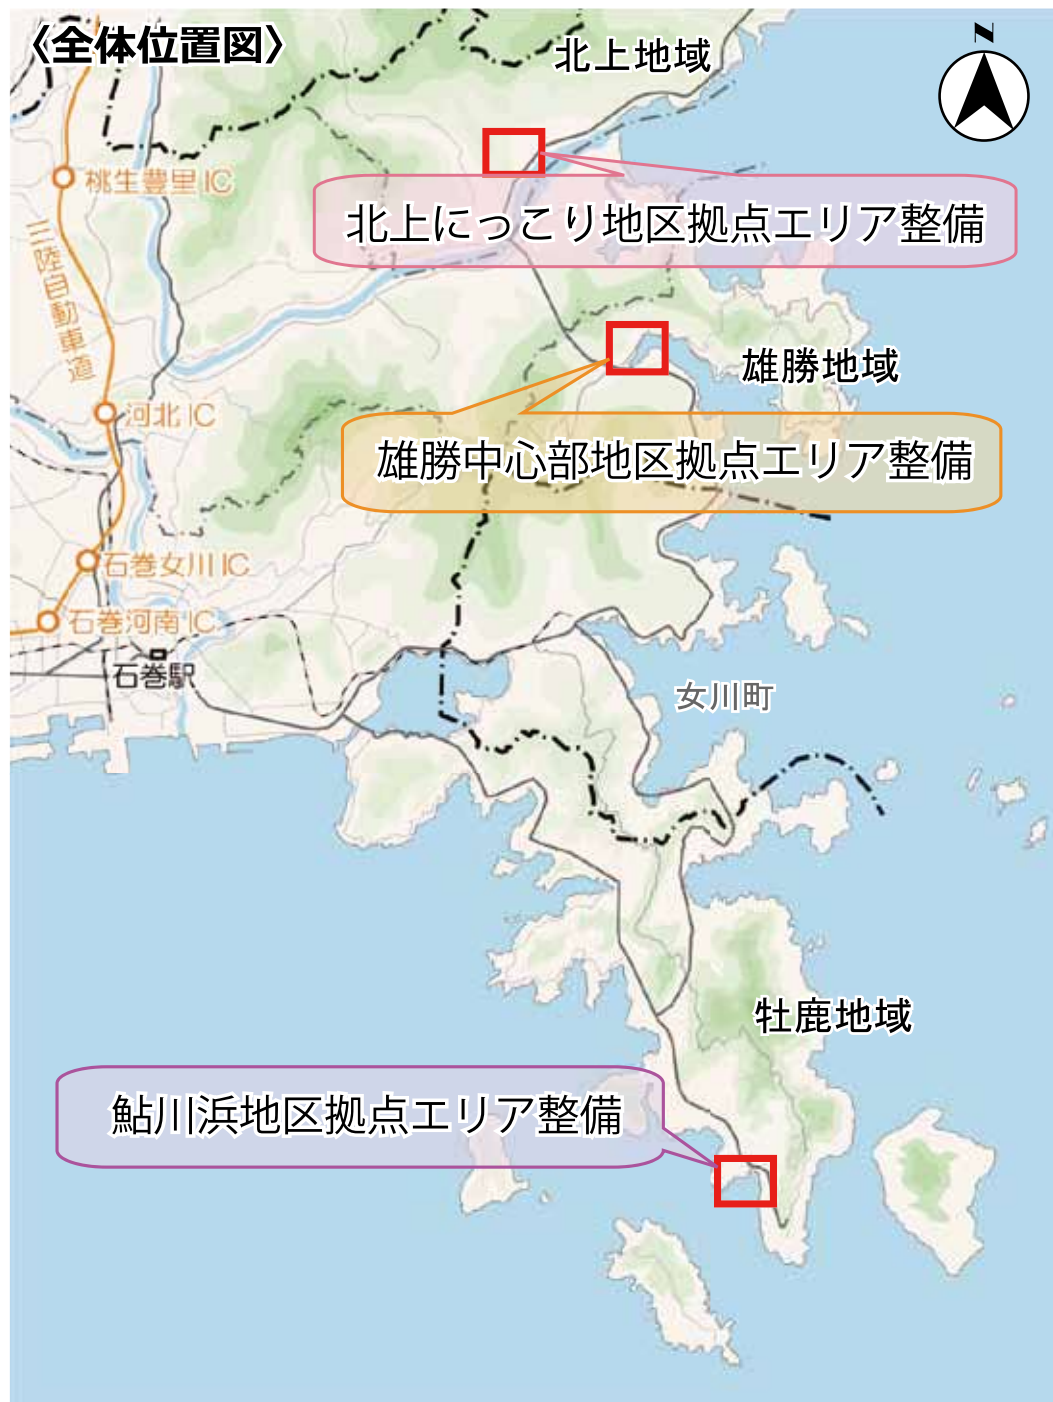 〈全体位置図〉
N
北上地域
桃生豊里IC
北上にっこり地区拠点エリア整備
三陸自動車道
雄勝地域
河北IC
雄勝中心部地区拠点エリア整備
石巻女川IC
石巻河南IC
石巻駅
女川町
牡鹿地域
鮎川浜地区拠点エリア整備